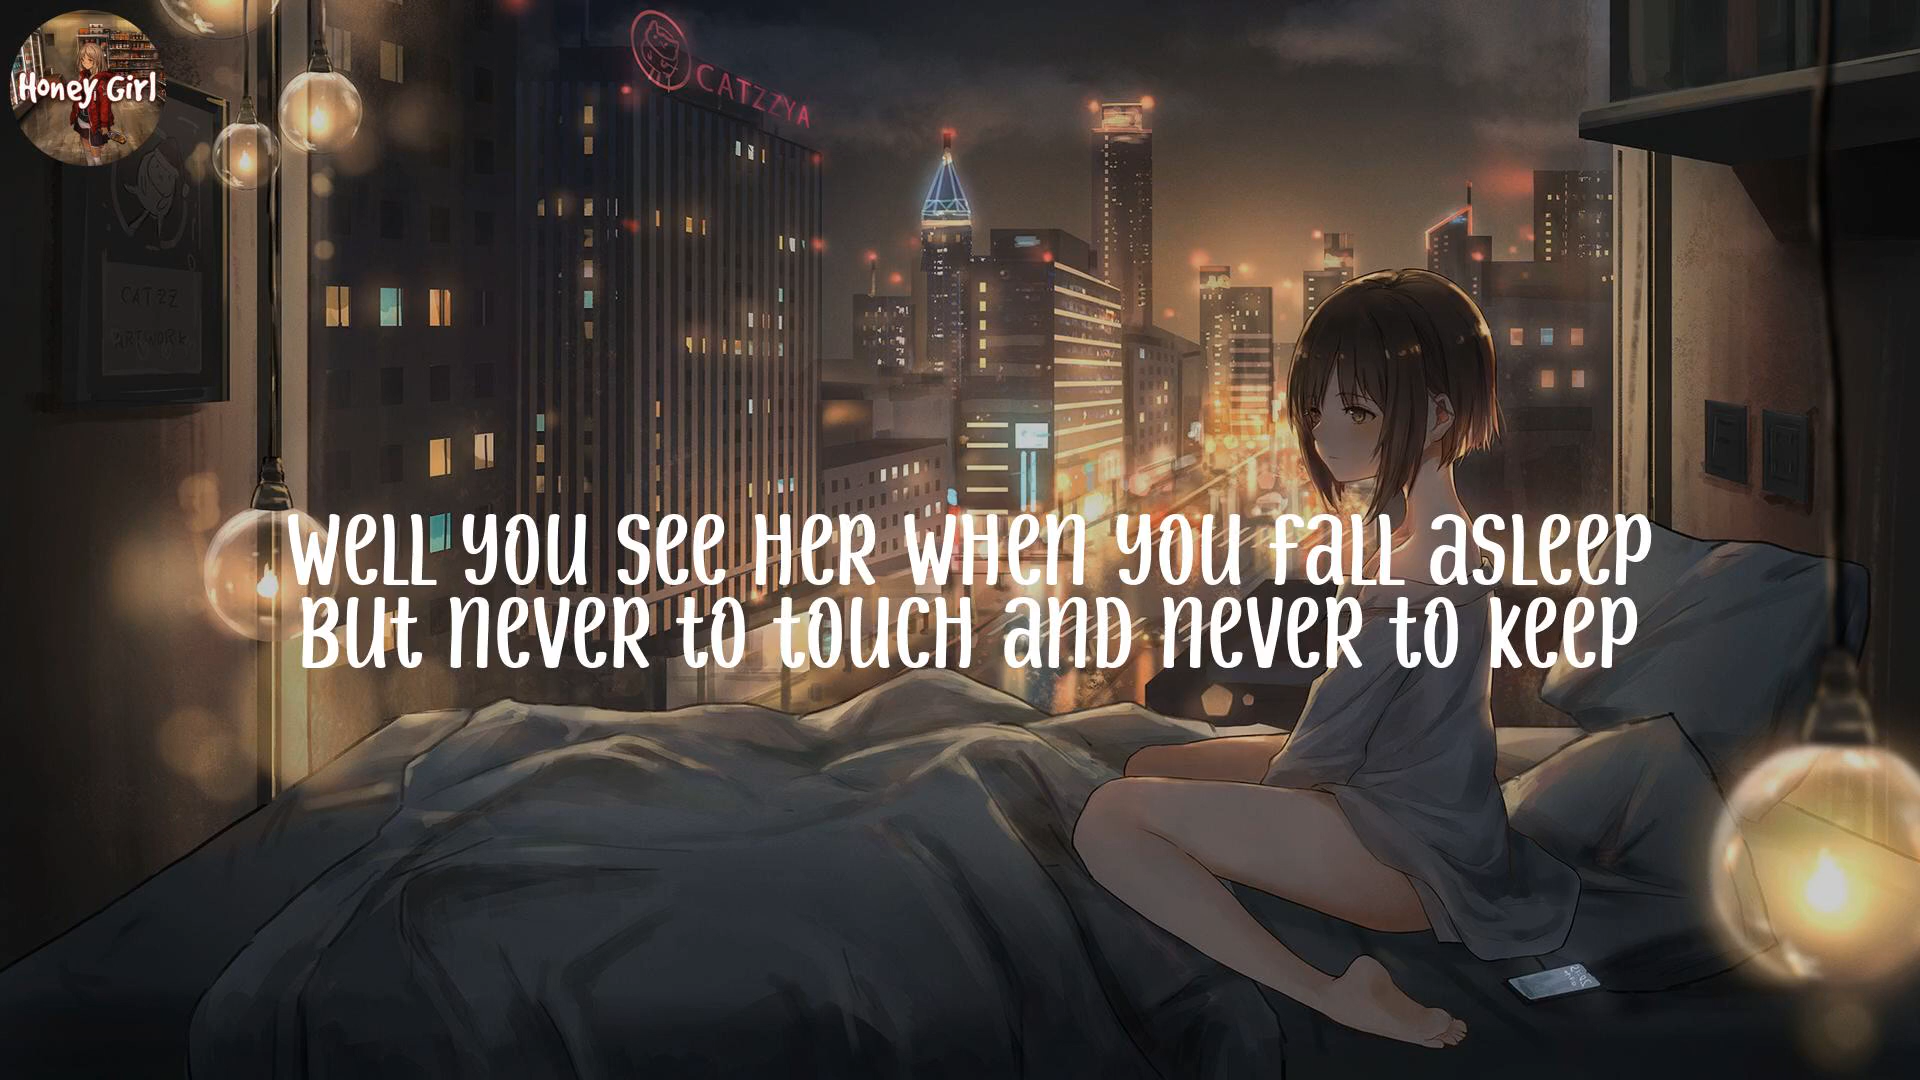 Honey Girl
CATZZYA
CATZZ
ARTWORK
Well you see her when you fall asleep
But never to touch and never to keep